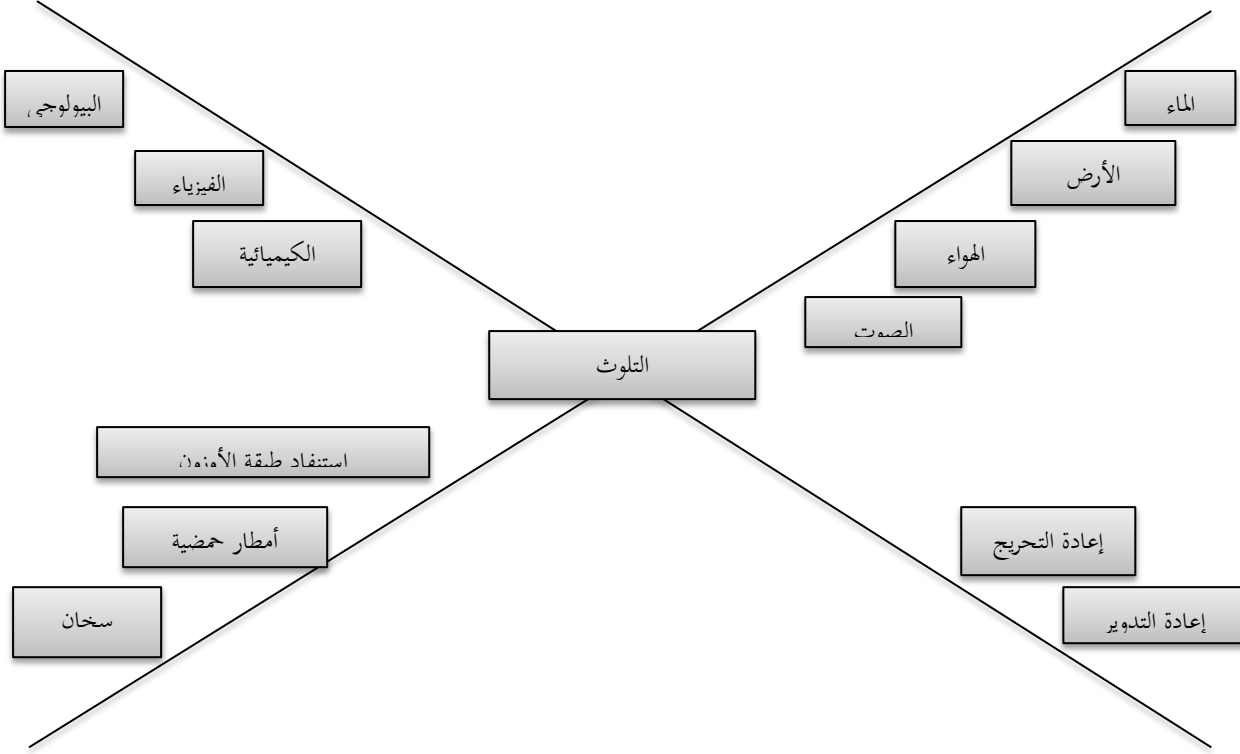 الماء
البيولوجي
الأرض
الفيزياء
الهواء
الكيميائية
الصوت
التلوث
استنفاد طبقة الأوزون
أمطار حمضية
إعادة التحريج
سخان
إعادة التدوير